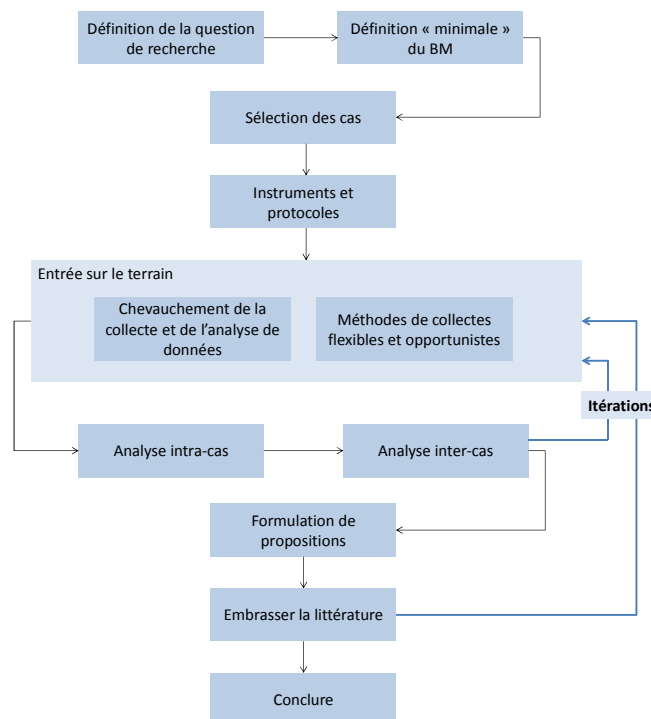 Définition de la question
de recherche
Définition « minimale »
du BM
Sélection des cas
Instruments et
protocoles
Entrée sur le terrain
Chevauchement de la
collecte et de l'analyse de
données
Méthodes de collectes
flexibles et opportunistes
Itérations
Analyse intra-cas
Analyse inter-cas
Formulation de
propositions
Embrasser la littérature
Conclure